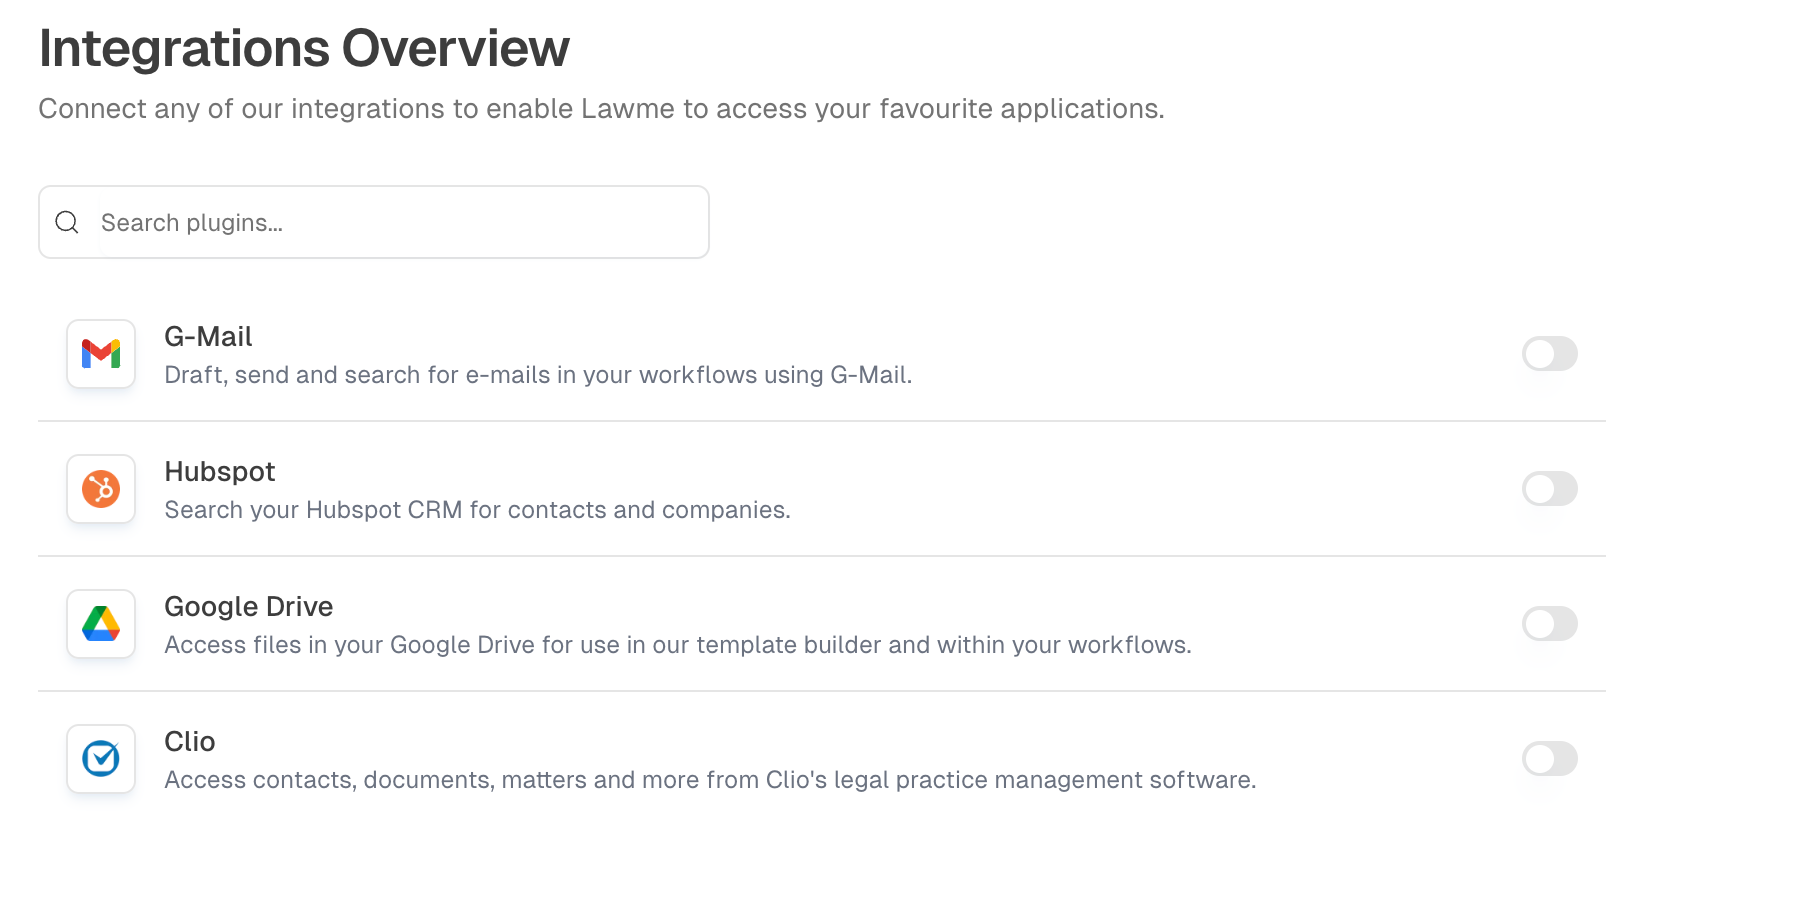 Integrations Overview
Connect any of our integrations to enable Lawme to access your favourite applications.
Search plugins...
G-Mail
Draft, send and search for e-mails in your workflows using G-Mail.
Hubspot
Search your Hubspot CRM for contacts and companies.
Google Drive
Access files in your Google Drive for use in our template builder and within your workflows.
Clio
Access contacts, documents, matters and more from Clio's legal practice management software.